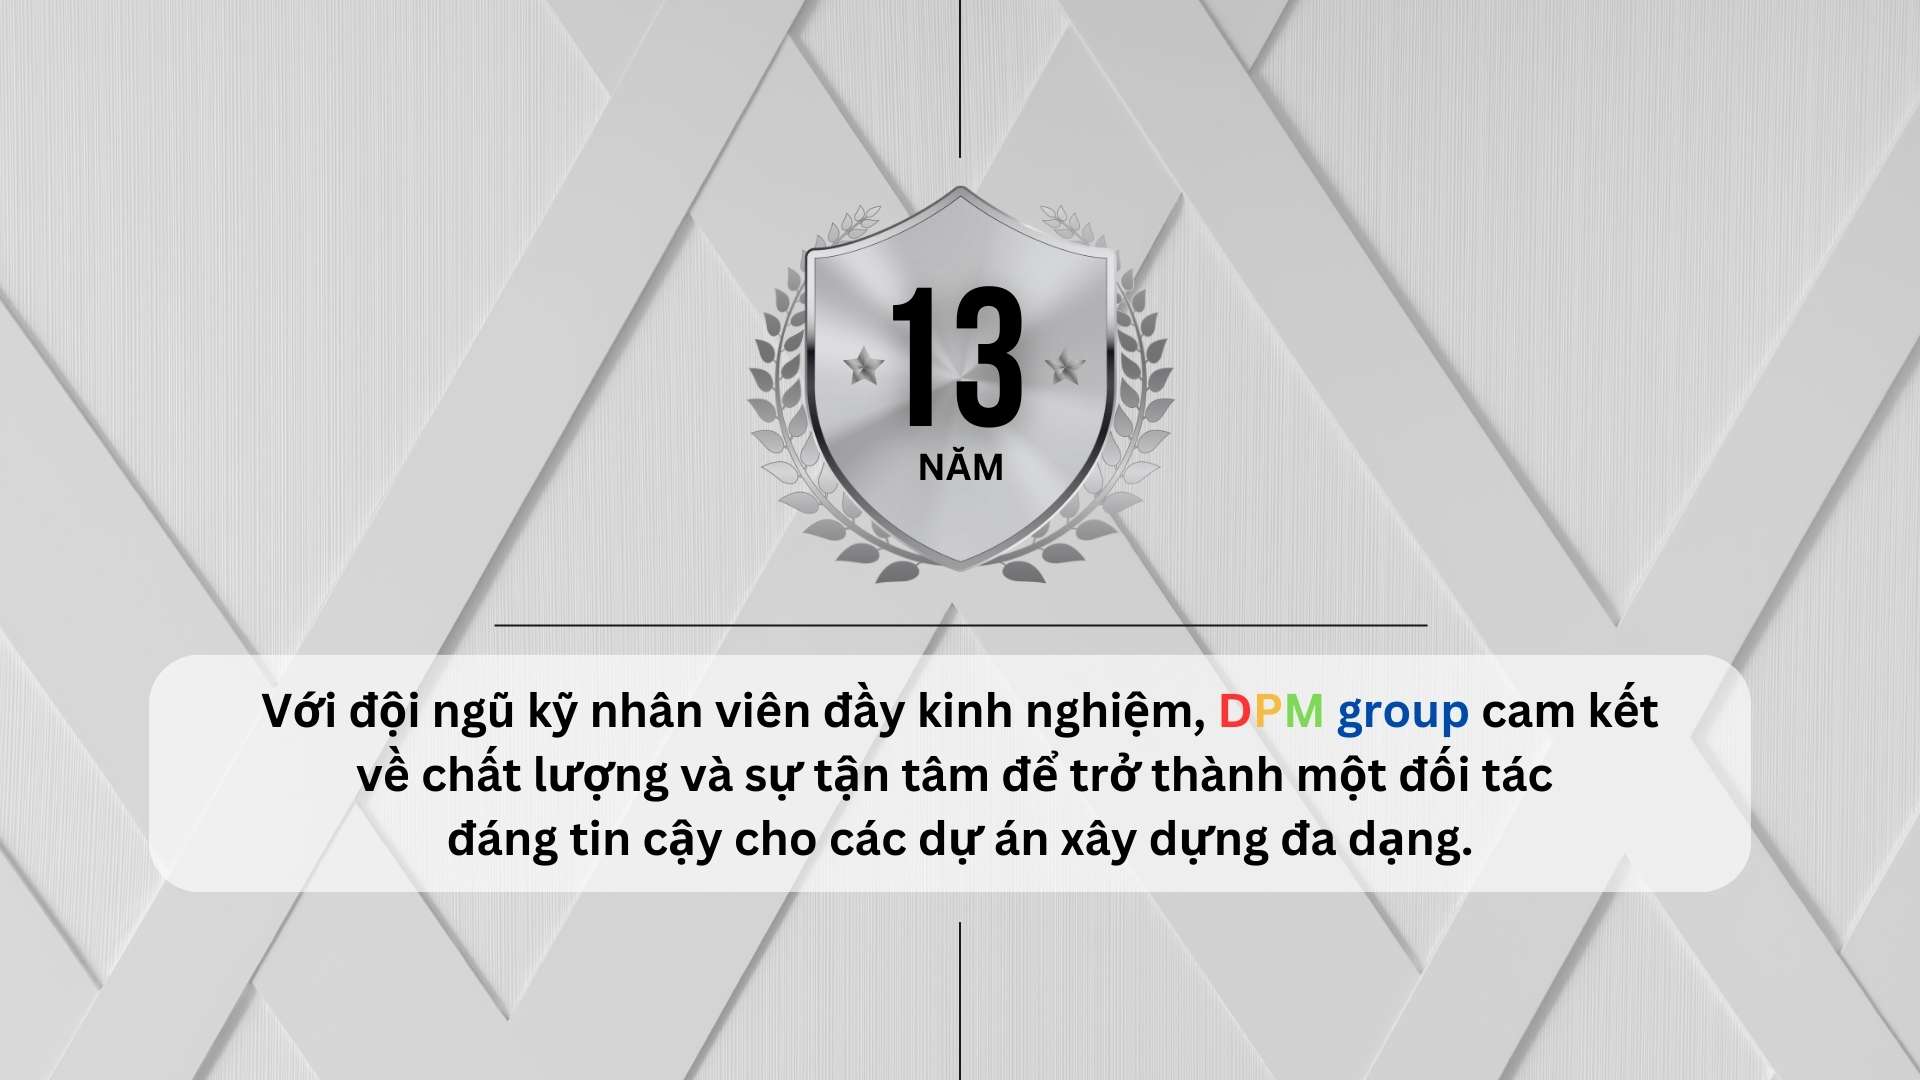 13
NĂM
Với đội ngũ kỹ nhân viên đầy kinh nghiệm, DPM group cam kết
về chất lượng và sự tận tâm để trở thành một đối tác
đáng tin cậy cho các dự án xây dựng đa dạng.